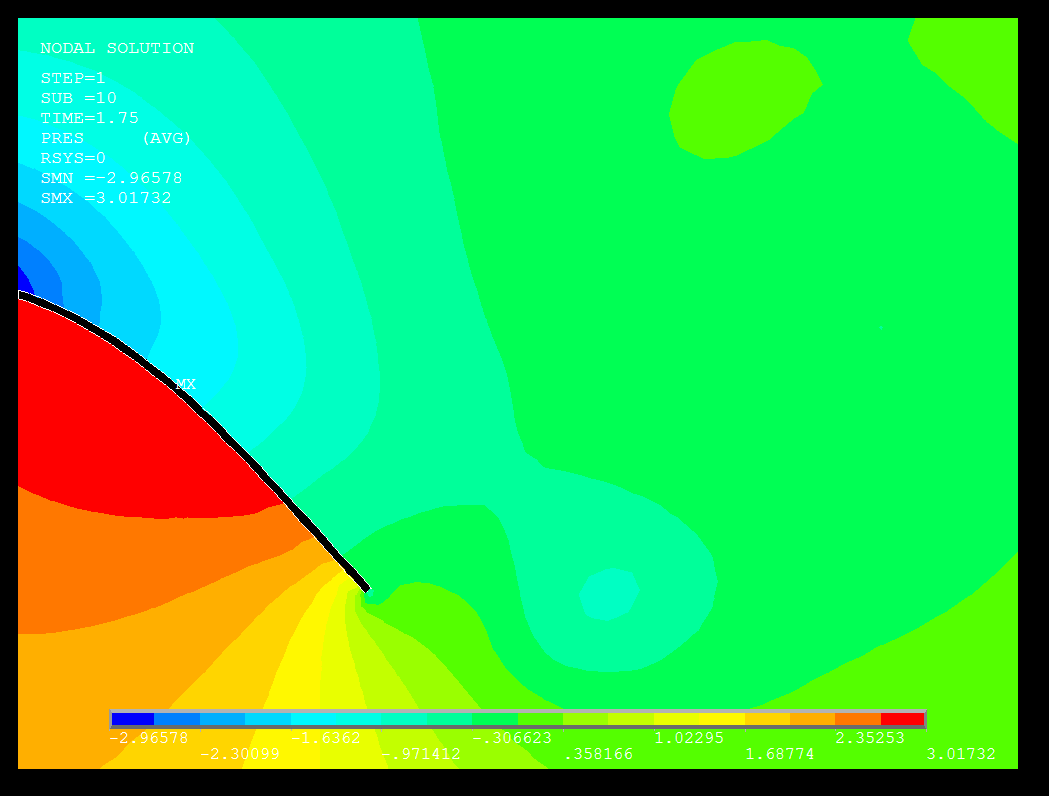 NODAL SOLUTION
STEP=1
SUB =10
TIME=1.75
PRES (AVG)
RSYS=0
SMN =-2.96578
SMX =3.01732
MX
-2.96578 -1.6362 -.306623 1.02295 2.35253
-2.30099 -.971412 .358166 1.68774 3.01732